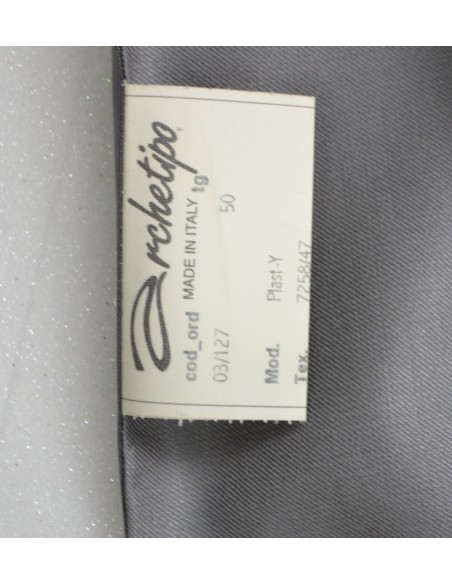 Archetipo
MADE IN ITALY
cod_ord tg
03/127 50
Mod. Plast-Y
Tex. 7258/47